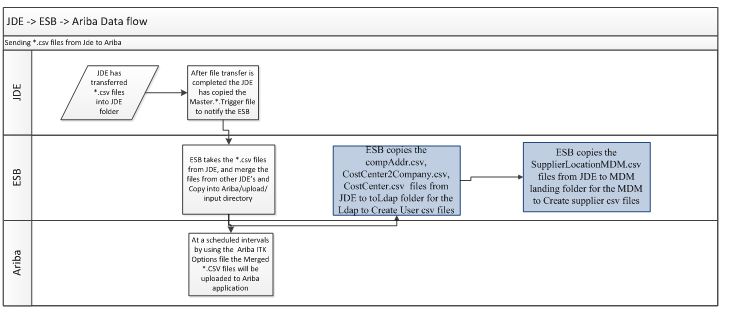 JDE -> ESB -> Ariba Data flow
Sending *.csv files from Jde to Ariba
JDE
JDE has
transferred
*.csv files
into JDE
folder
After file transfer is
completed the JDE
has copied the
Master.*.Trigger file
to notify the ESB
ESB
ESB takes the *.csv files
from JDE, and merge the
files from other JDE's and
Copy into Ariba/upload/
input directory
ESB copies the
compAddr.csv,
CostCenter2Company.csv,
CostCenter.csv files from
JDE to toLdap folder for the
Ldap to Create User csv files
ESB copies the
SupplierLocationMDM.csv
files from JDE to MDM
landing folder for the MDM
to Create supplier csv files
Ariba
At a scheduled intervals
by using the Ariba ITK
Options file the Merged
*.CSV files will be
uploaded to Ariba
application